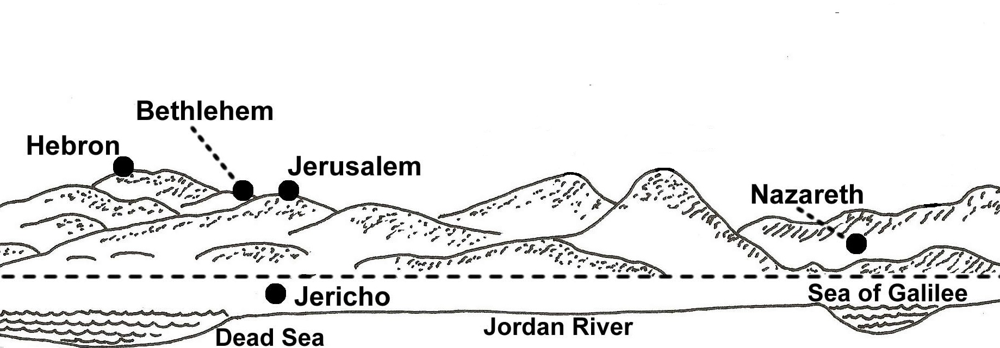 Bethlehem
Hebron
Jerusalem
Nazareth
Jericho
Sea of Galilee
Jordan River
Dead Sea